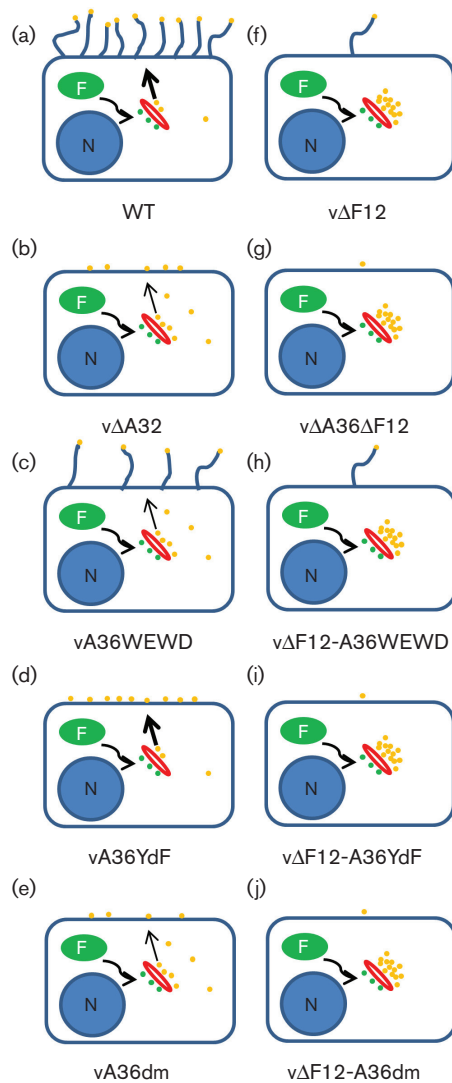 (a)
F
N
WT
(f)
F
N
vΔF12
(b)
F
N
vΔA32
(g)
F
N
vΔA36ΔF12
(c)
F
N
vA36WEWD
(h)
F
N
vΔF12-A36WEWD
(d)
F
N
vA36YdF
(i)
F
N
vΔF12-A36YdF
(e)
F
N
vA36dm
(j)
F
N
vΔF12-A36dm